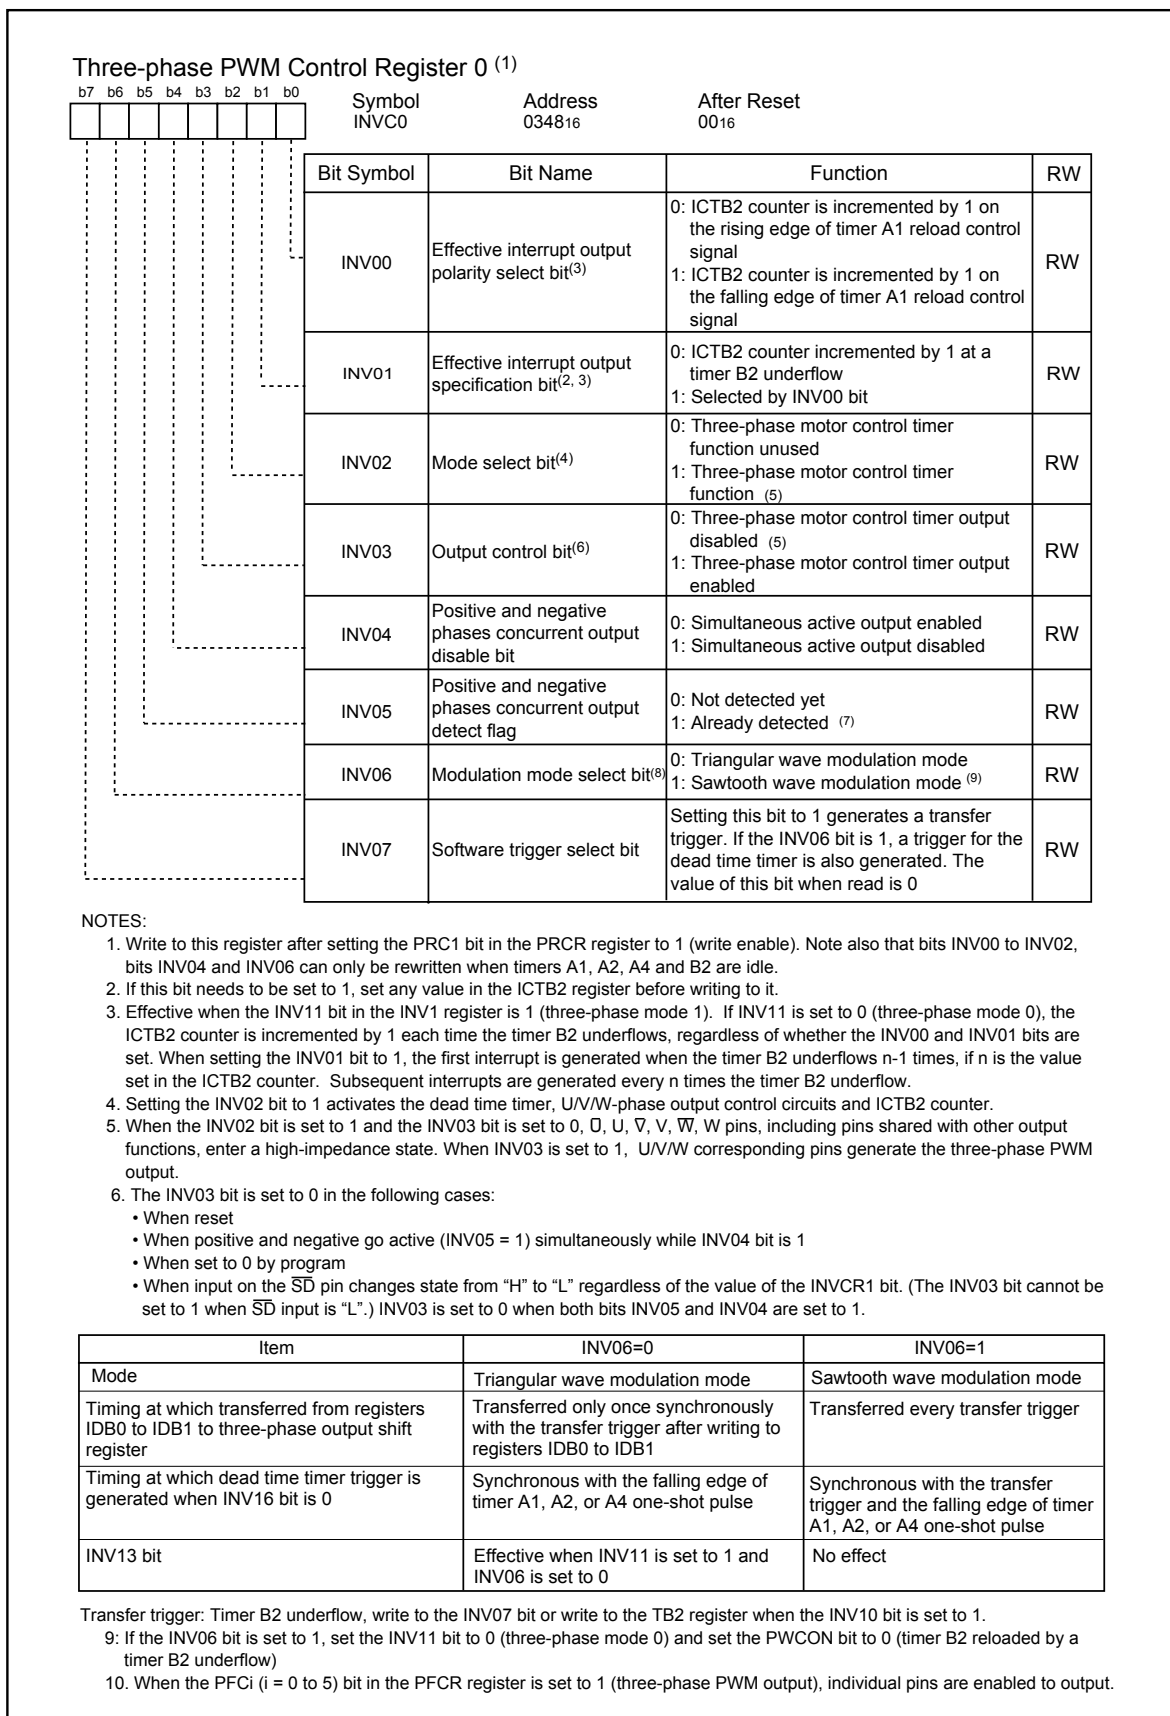 Three-phase PWM Control Register 0 (1)
b7 b6 b5 b4 b3 b2 b1 b0
Symbol Address After Reset
INVC0 034816 0016
Bit Symbol Bit Name Function RW
INV00
Effective interrupt output
polarity select bit(3)
0: ICTB2 counter is incremented by 1 on
the rising edge of timer A1 reload control
signal
1: ICTB2 counter is incremented by 1 on
the falling edge of timer A1 reload control
signal
RW
INV01
Effective interrupt output
specification bit(2, 3)
0: ICTB2 counter incremented by 1 at a
timer B2 underflow
1: Selected by INV00 bit
RW
INV02
Mode select bit(4)
0: Three-phase motor control timer
function unused
1: Three-phase motor control timer
function (5)
RW
INV03
Output control bit(6)
0: Three-phase motor control timer output
disabled (5)
1: Three-phase motor control timer output
enabled
RW
INV04
Positive and negative
phases concurrent output
disable bit
0: Simultaneous active output enabled
1: Simultaneous active output disabled
RW
INV05
Positive and negative
phases concurrent output
detect flag
0: Not detected yet
1: Already detected (7)
RW
INV06
Modulation mode select bit(8)
0: Triangular wave modulation mode
1: Sawtooth wave modulation mode (9)
RW
INV07
Software trigger select bit
Setting this bit to 1 generates a transfer
trigger. If the INV06 bit is 1, a trigger for the
dead time timer is also generated. The
value of this bit when read is 0
RW
NOTES:
1. Write to this register after setting the PRC1 bit in the PRCR register to 1 (write enable). Note also that bits INV00 to INV02,
bits INV04 and INV06 can only be rewritten when timers A1, A2, A4 and B2 are idle.
2. If this bit needs to be set to 1, set any value in the ICTB2 register before writing to it.
3. Effective when the INV11 bit in the INV1 register is 1 (three-phase mode 1). If INV11 is set to 0 (three-phase mode 0), the
ICTB2 counter is incremented by 1 each time the timer B2 underflows, regardless of whether the INV00 and INV01 bits are
set. When setting the INV01 bit to 1, the first interrupt is generated when the timer B2 underflows n-1 times, if n is the value
set in the ICTB2 counter. Subsequent interrupts are generated every n times the timer B2 underflow.
4. Setting the INV02 bit to 1 activates the dead time timer, U/V/W-phase output control circuits and ICTB2 counter.
5. When the INV02 bit is set to 1 and the INV03 bit is set to 0, U̅, U, V̅, V, W̅, W pins, including pins shared with other output
functions, enter a high-impedance state. When INV03 is set to 1, U/V/W corresponding pins generate the three-phase PWM
output.
6. The INV03 bit is set to 0 in the following cases:
• When reset
• When positive and negative go active (INV05 = 1) simultaneously while INV04 bit is 1
• When set to 0 by program
• When input on the S̅D̅ pin changes state from “H” to “L” regardless of the value of the INVCR1 bit. (The INV03 bit cannot be
set to 1 when S̅D̅ input is “L”.) INV03 is set to 0 when both bits INV05 and INV04 are set to 1.
Item INV06=0 INV06=1
Mode
Triangular wave modulation mode
Sawtooth wave modulation mode
Timing at which transferred from registers
IDB0 to IDB1 to three-phase output shift
register
Transferred only once synchronously
with the transfer trigger after writing to
registers IDB0 to IDB1
Transferred every transfer trigger
Timing at which dead time timer trigger is
generated when INV16 bit is 0
Synchronous with the falling edge of
timer A1, A2, or A4 one-shot pulse
Synchronous with the transfer
trigger and the falling edge of timer
A1, A2, or A4 one-shot pulse
INV13 bit
Effective when INV11 is set to 1 and
INV06 is set to 0
No effect
Transfer trigger: Timer B2 underflow, write to the INV07 bit or write to the TB2 register when the INV10 bit is set to 1.
9: If the INV06 bit is set to 1, set the INV11 bit to 0 (three-phase mode 0) and set the PWCON bit to 0 (timer B2 reloaded by a
timer B2 underflow)
10. When the PFCi (i = 0 to 5) bit in the PFCR register is set to 1 (three-phase PWM output), individual pins are enabled to output.